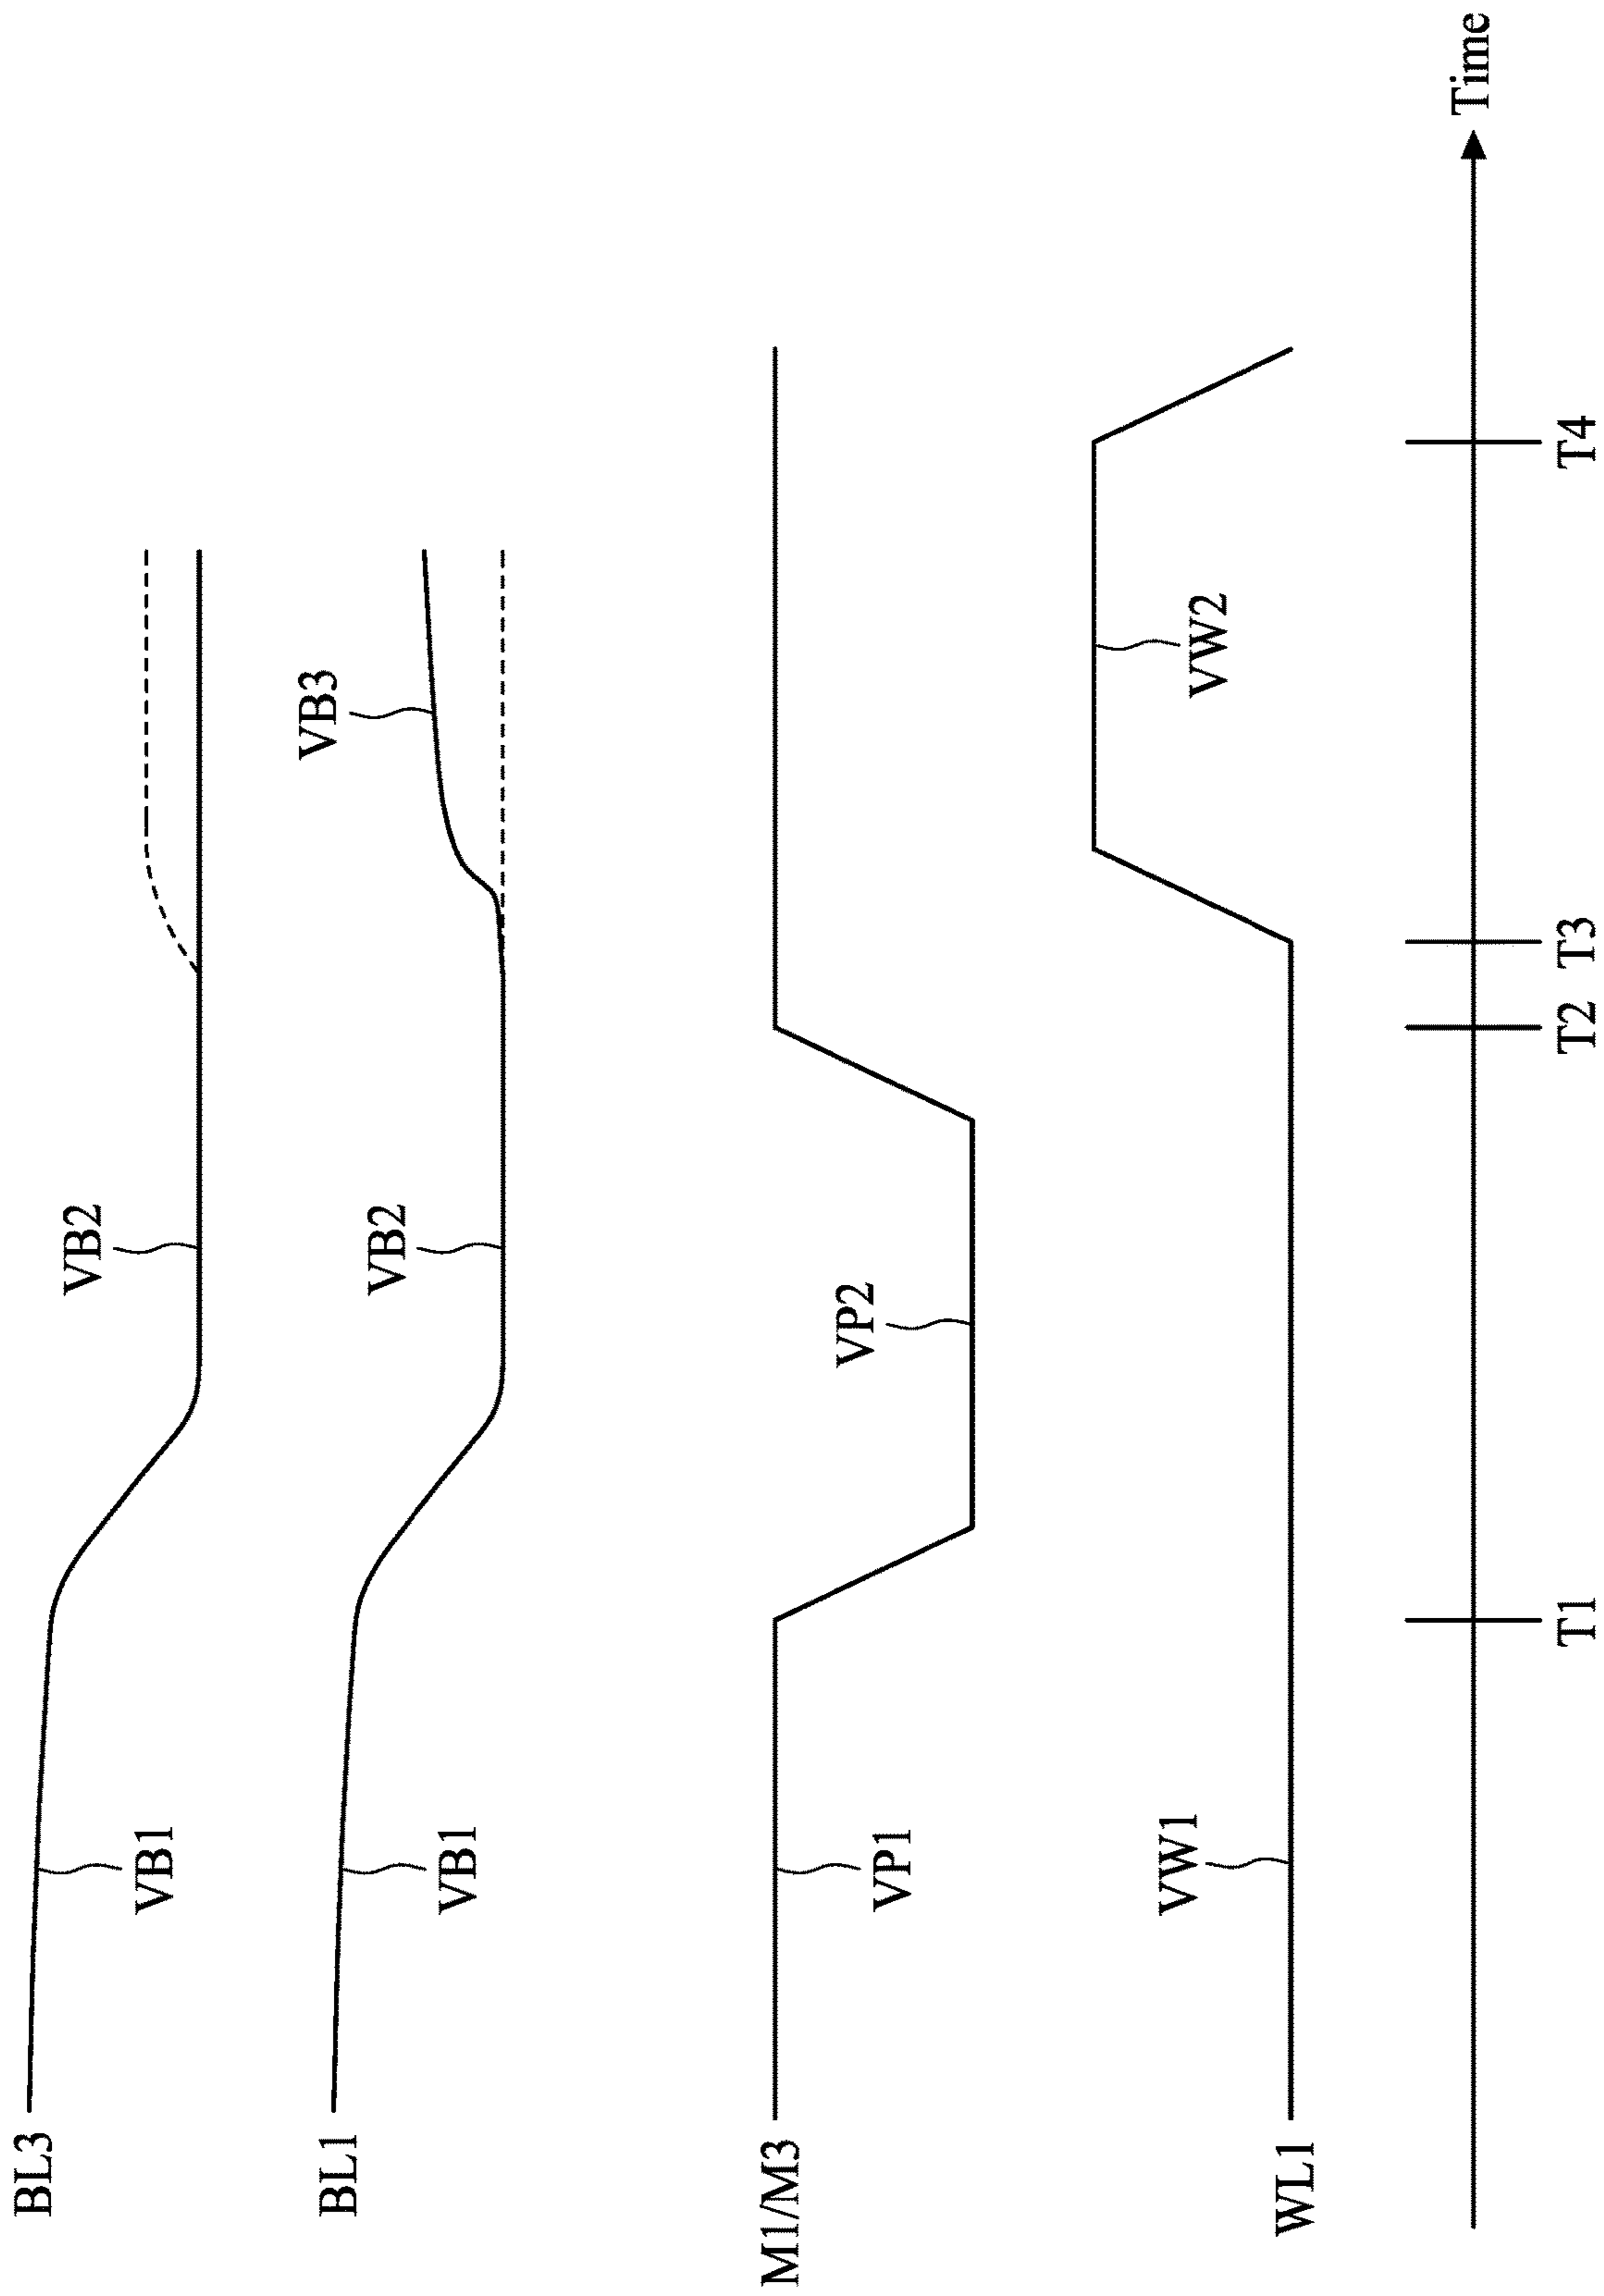 BL3
VB1
VB2
BL1
VB1
VB2
VB3
M1/M3
VP1
VP2
WL1
VW1
VW2
T1
T2
T3
T4
Time